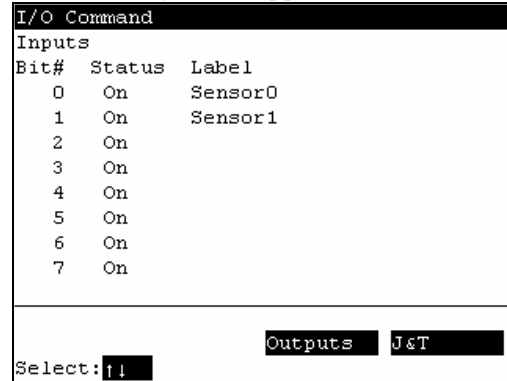 I/O Command
Inputs
Bit# Status Label
0 On Sensor0
1 On Sensor1
2 On
3 On
4 On
5 On
6 On
7 On
Outputs J&T
Select:↑↓